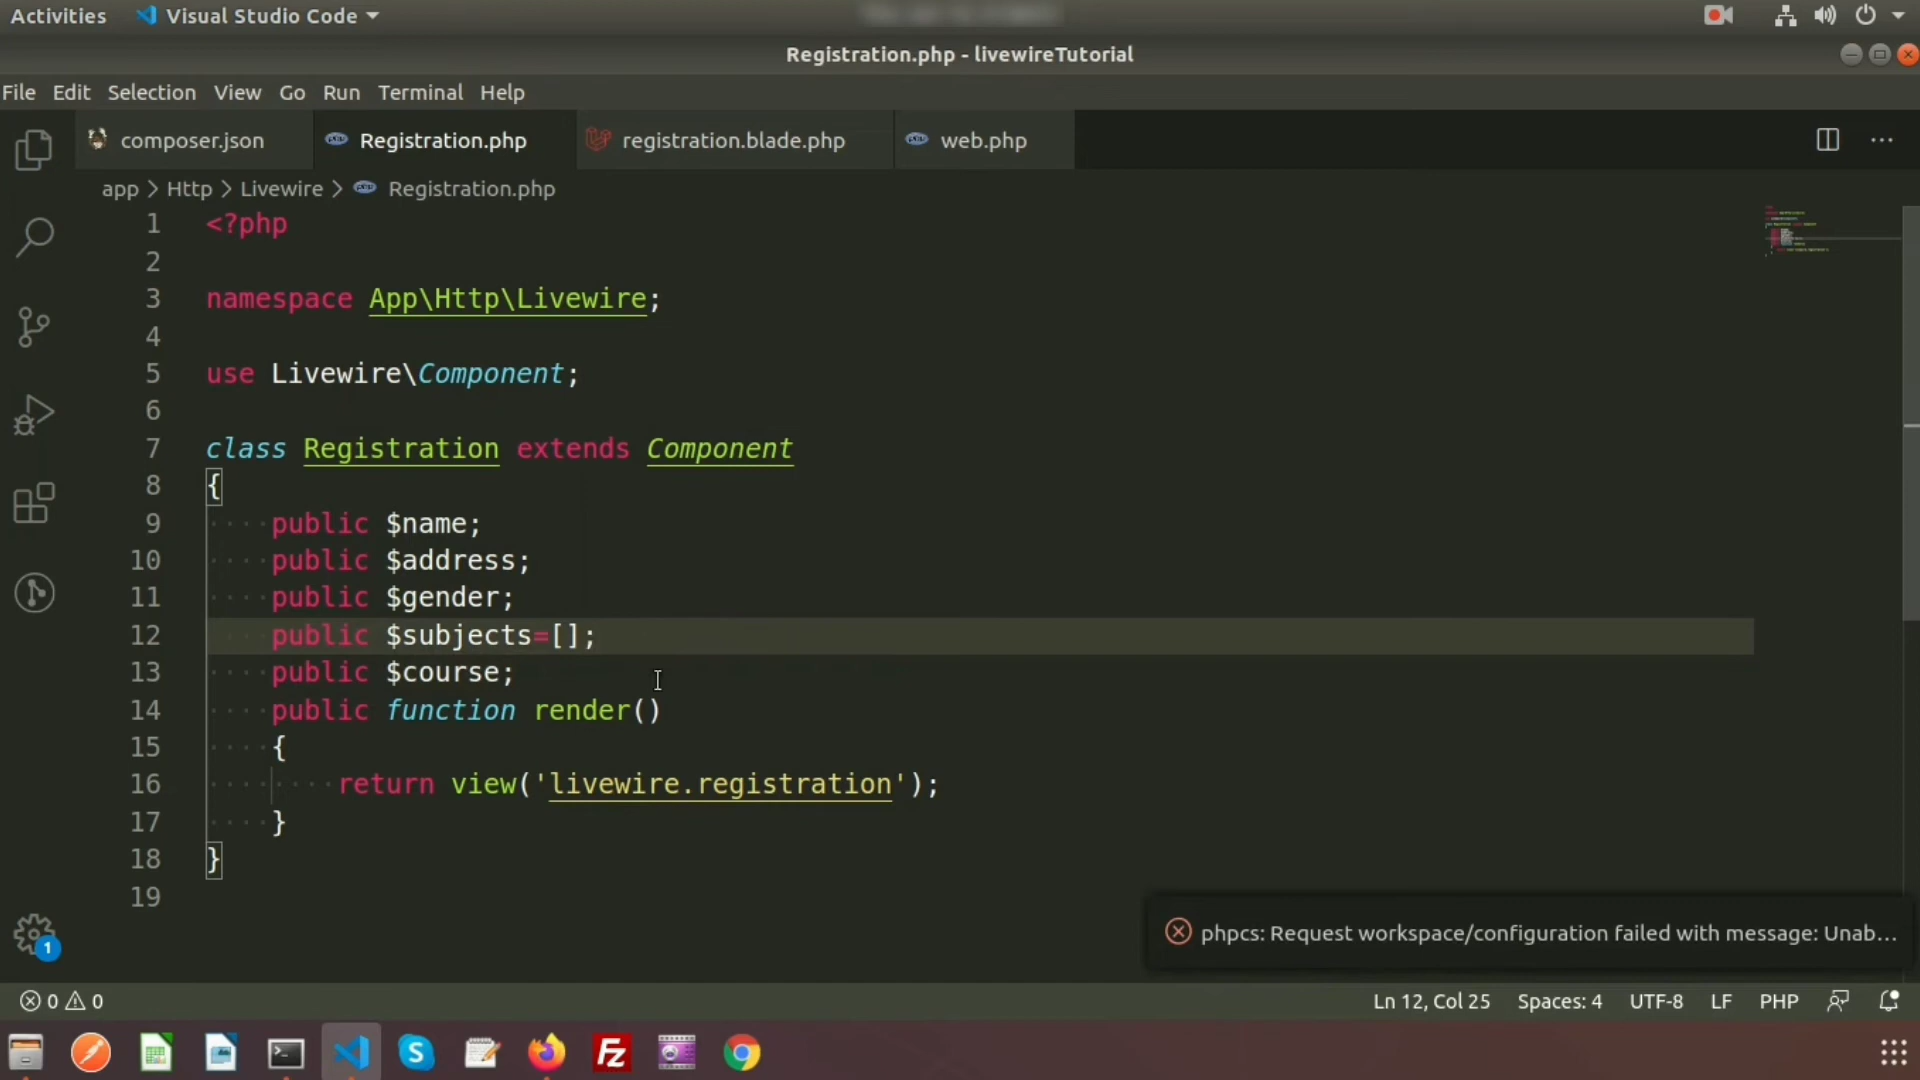 Activities Visual Studio Code
Registration.php - livewireTutorial
File Edit Selection View Go Run Terminal Help
composer.json Registration.php registration.blade.php web.php ...
app > Http > Livewire > Registration.php
1 <?php
2
3 namespace App\Http\Livewire;
4
5 use Livewire\Component;
6
7 class Registration extends Component
8 {
9 public $name;
10 public $address;
11 public $gender;
12 public $subjects=[];
13 public $course;
14 public function render()
15 {
16 return view('livewire.registration');
17 }
18 }
19
phpcs: Request workspace/configuration failed with message: Unab...
1
0 0 Ln 12, Col 25 Spaces: 4 UTF-8 LF PHP
S Fz